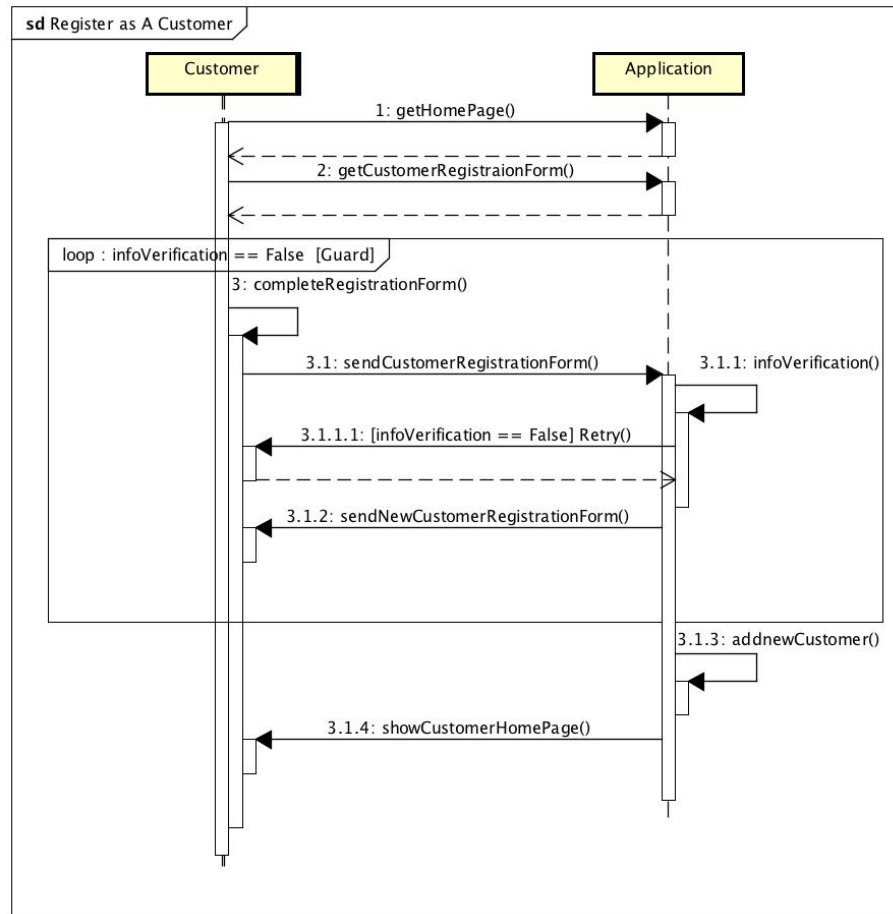 sd Register as A Customer
Customer
Application
1: getHomePage()
2: getCustomerRegistraionForm()
loop : infoVerification == False [Guard]
3: completeRegistrationForm()
3.1: sendCustomerRegistrationForm()
3.1.1: infoVerification()
3.1.1.1: [infoVerification == False] Retry()
3.1.2: sendNewCustomerRegistrationForm()
3.1.3: addnewCustomer()
3.1.4: showCustomerHomePage()